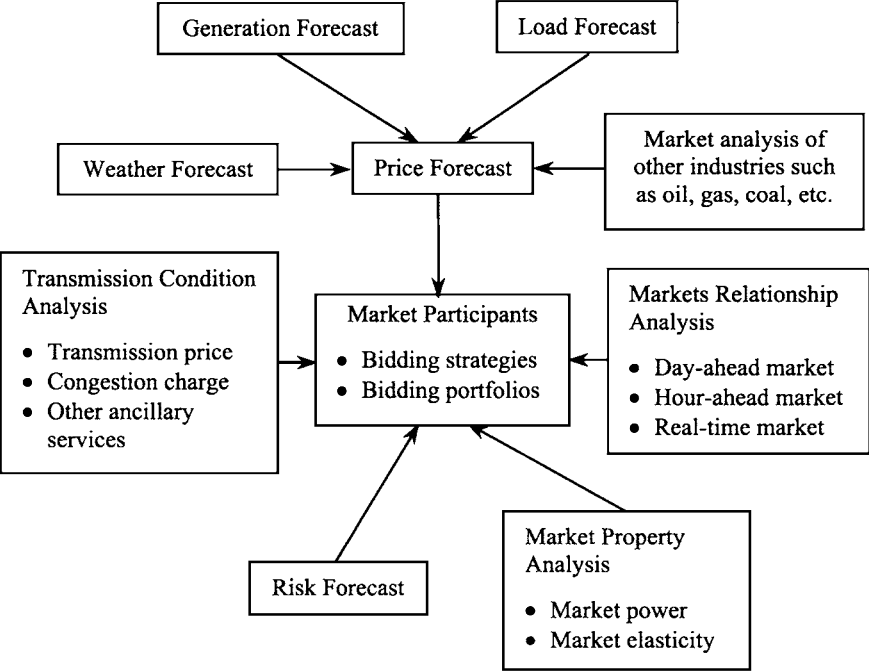 Generation Forecast
Load Forecast
Weather Forecast
Price Forecast
Market analysis of
other industries such
as oil, gas, coal, etc.
Transmission Condition
Analysis
• Transmission price
• Congestion charge
• Other ancillary
services
Market Participants
• Bidding strategies
• Bidding portfolios
Markets Relationship
Analysis
• Day-ahead market
• Hour-ahead market
• Real-time market
Risk Forecast
Market Property
Analysis
• Market power
• Market elasticity